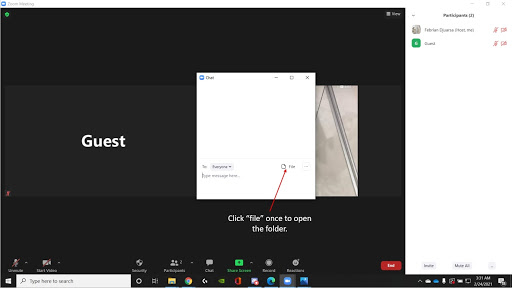 Zoom Meeting
View
Participants (2)
Febrian Djuansa (Host, me)
G Guest
Chat
Guest
To: Everyone
File
Type message here...
Click “file” once to open
the folder.
Unmute
Start Video
Security
Participants
2
Chat
Share Screen
Record
Reactions
End
Invite
Mute All
Type here to search
3:31 AM
2/24/2021